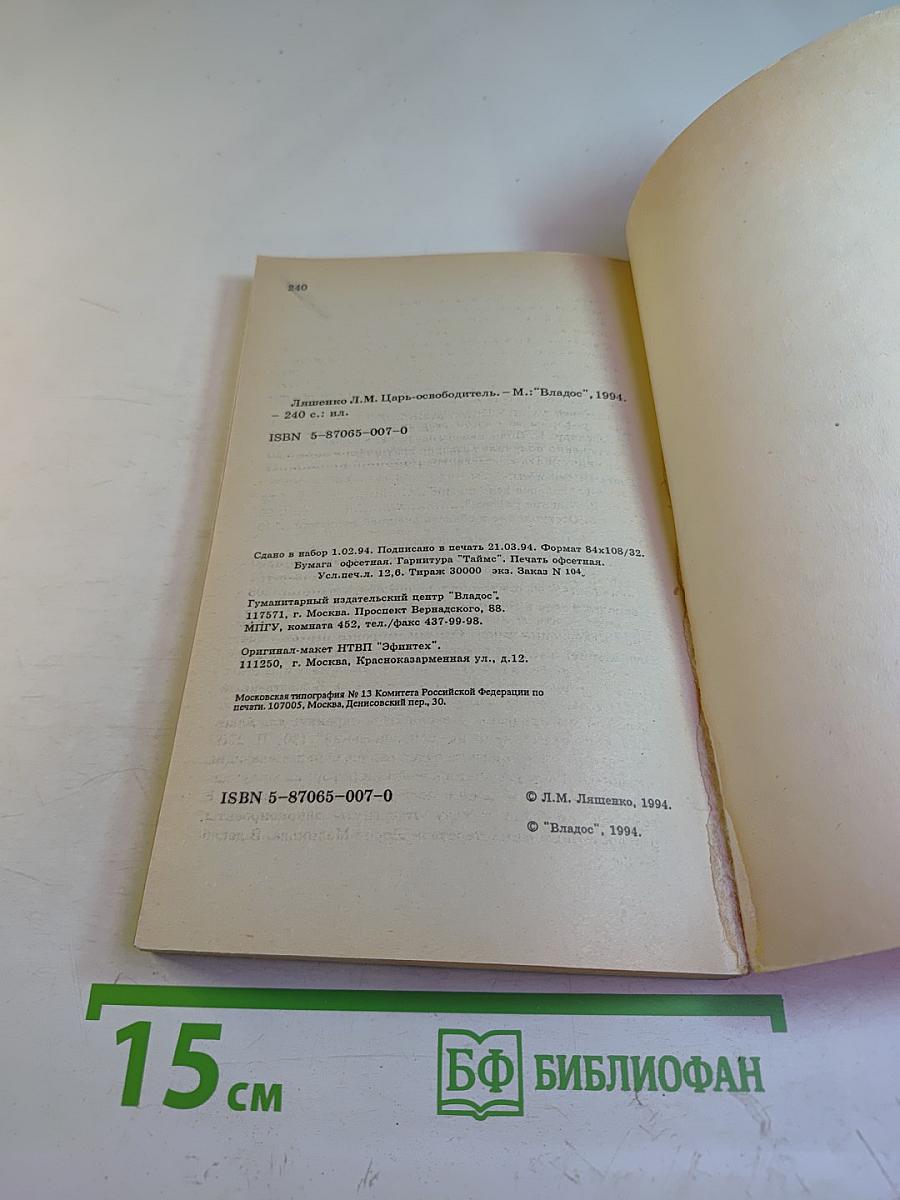 240
Ляшенко Л.М. Царь-освободитель. – М.: "Владос", 1994.
– 240 с.: ил.
ISBN 5–87065–007–0
Сдано в набор 1.02.94. Подписано в печать 21.03.94. Формат 84х108/32.
Бумага офсетная. Гарнитура "Таймс". Печать офсетная.
Усл.печ.л. 12,6. Тираж 30000 экз. Заказ N 104.
Гуманитарный издательский центр "Владос".
117571, г. Москва. Проспект Вернадского, 88.
МПГУ, комната 452, тел./факс 437-99-98.
Оригинал-макет НТВП "Эфинтех".
111250, г. Москва, Красноказарменная ул., д.12.
Московская типография № 13 Комитета Российской Федерации по
печати. 107005, Москва, Денисовский пер., 30.
ISBN 5–87065–007–0
© Л.М. Ляшенко, 1994.
© "Владос", 1994.
15 см
БФ БИБЛИОФАН